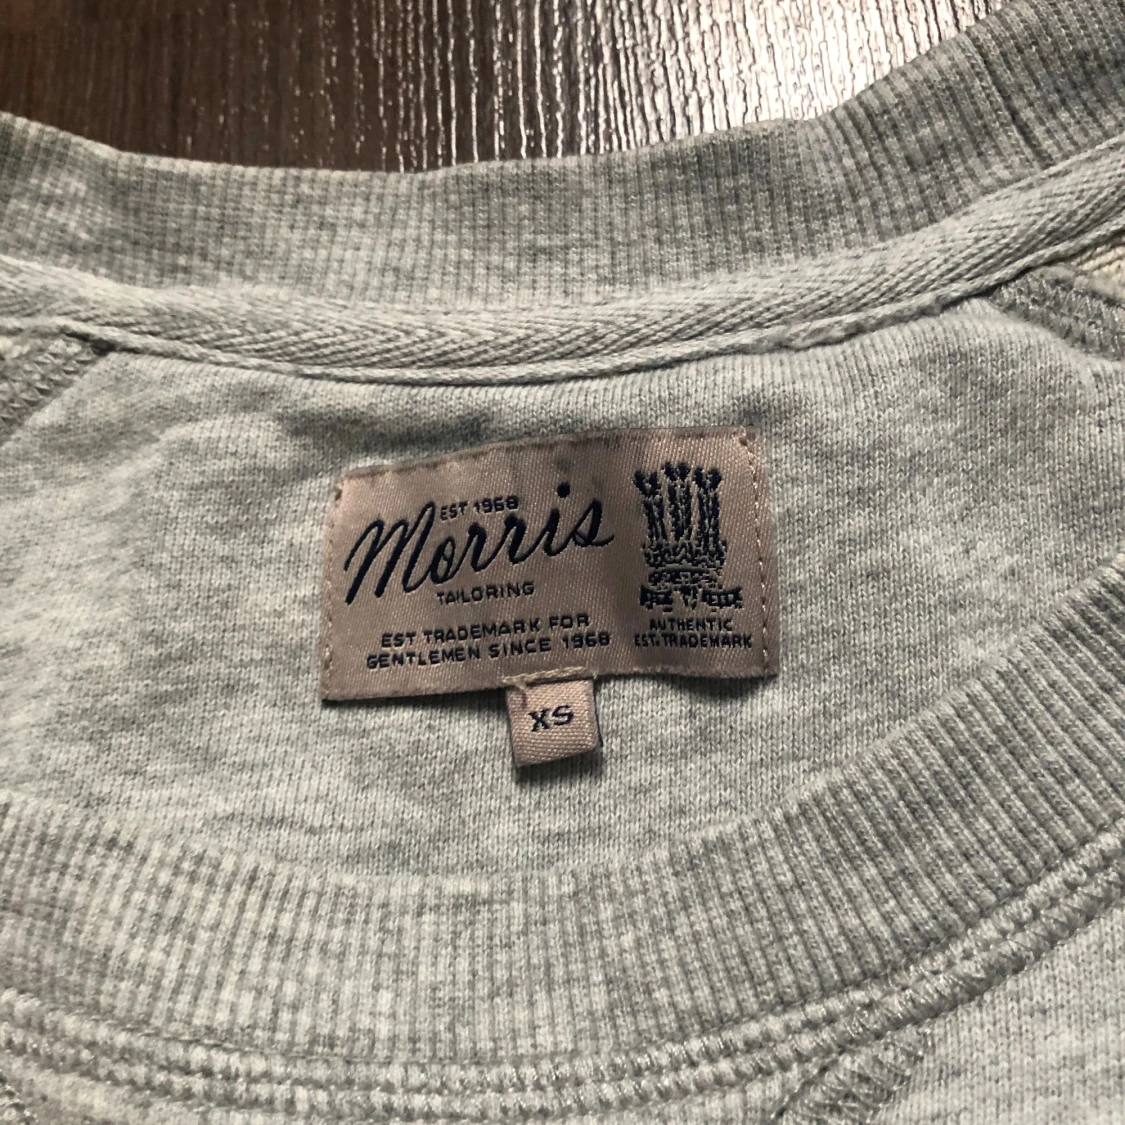 EST 1968
Morris
TAILORING
EST TRADEMARK FOR
GENTLEMEN SINCE 1968
AUTHENTIC
EST. TRADEMARK
XS